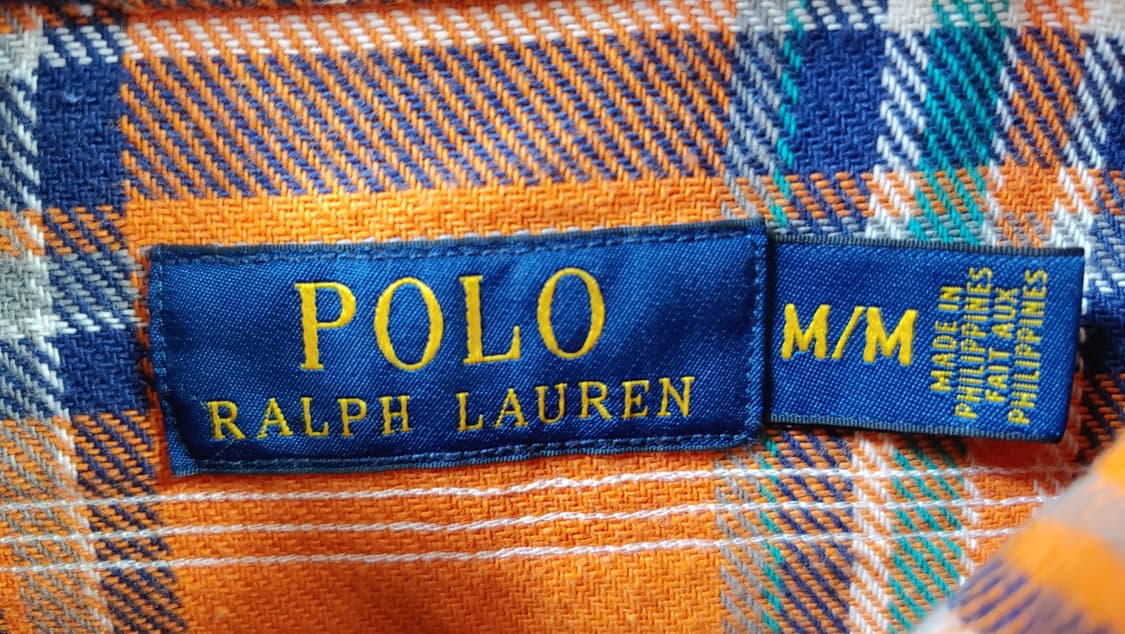 POLO
RALPH LAUREN
M/M
MADE IN
PHILIPPINES
FAIT AUX
PHILIPPINES